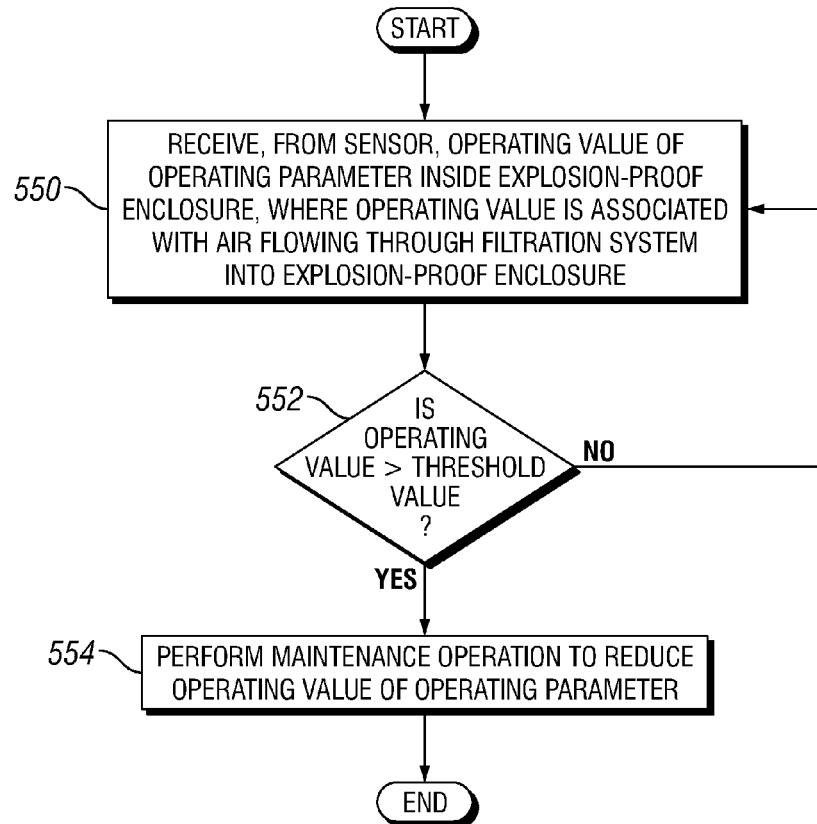 START
550
RECEIVE, FROM SENSOR, OPERATING VALUE OF
OPERATING PARAMETER INSIDE EXPLOSION-PROOF
ENCLOSURE, WHERE OPERATING VALUE IS ASSOCIATED
WITH AIR FLOWING THROUGH FILTRATION SYSTEM
INTO EXPLOSION-PROOF ENCLOSURE
552
IS
OPERATING
VALUE > THRESHOLD
VALUE
?
NO
YES
554
PERFORM MAINTENANCE OPERATION TO REDUCE
OPERATING VALUE OF OPERATING PARAMETER
END